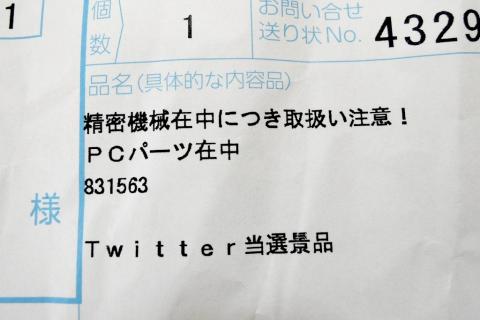 1
個数
1
お問い合せ
送り状No.
4329
品名(具体的な内容品)
精密機械在中につき取扱い注意！
ＰＣパーツ在中
831563
様
Ｔｗｉｔｔｅｒ当選景品